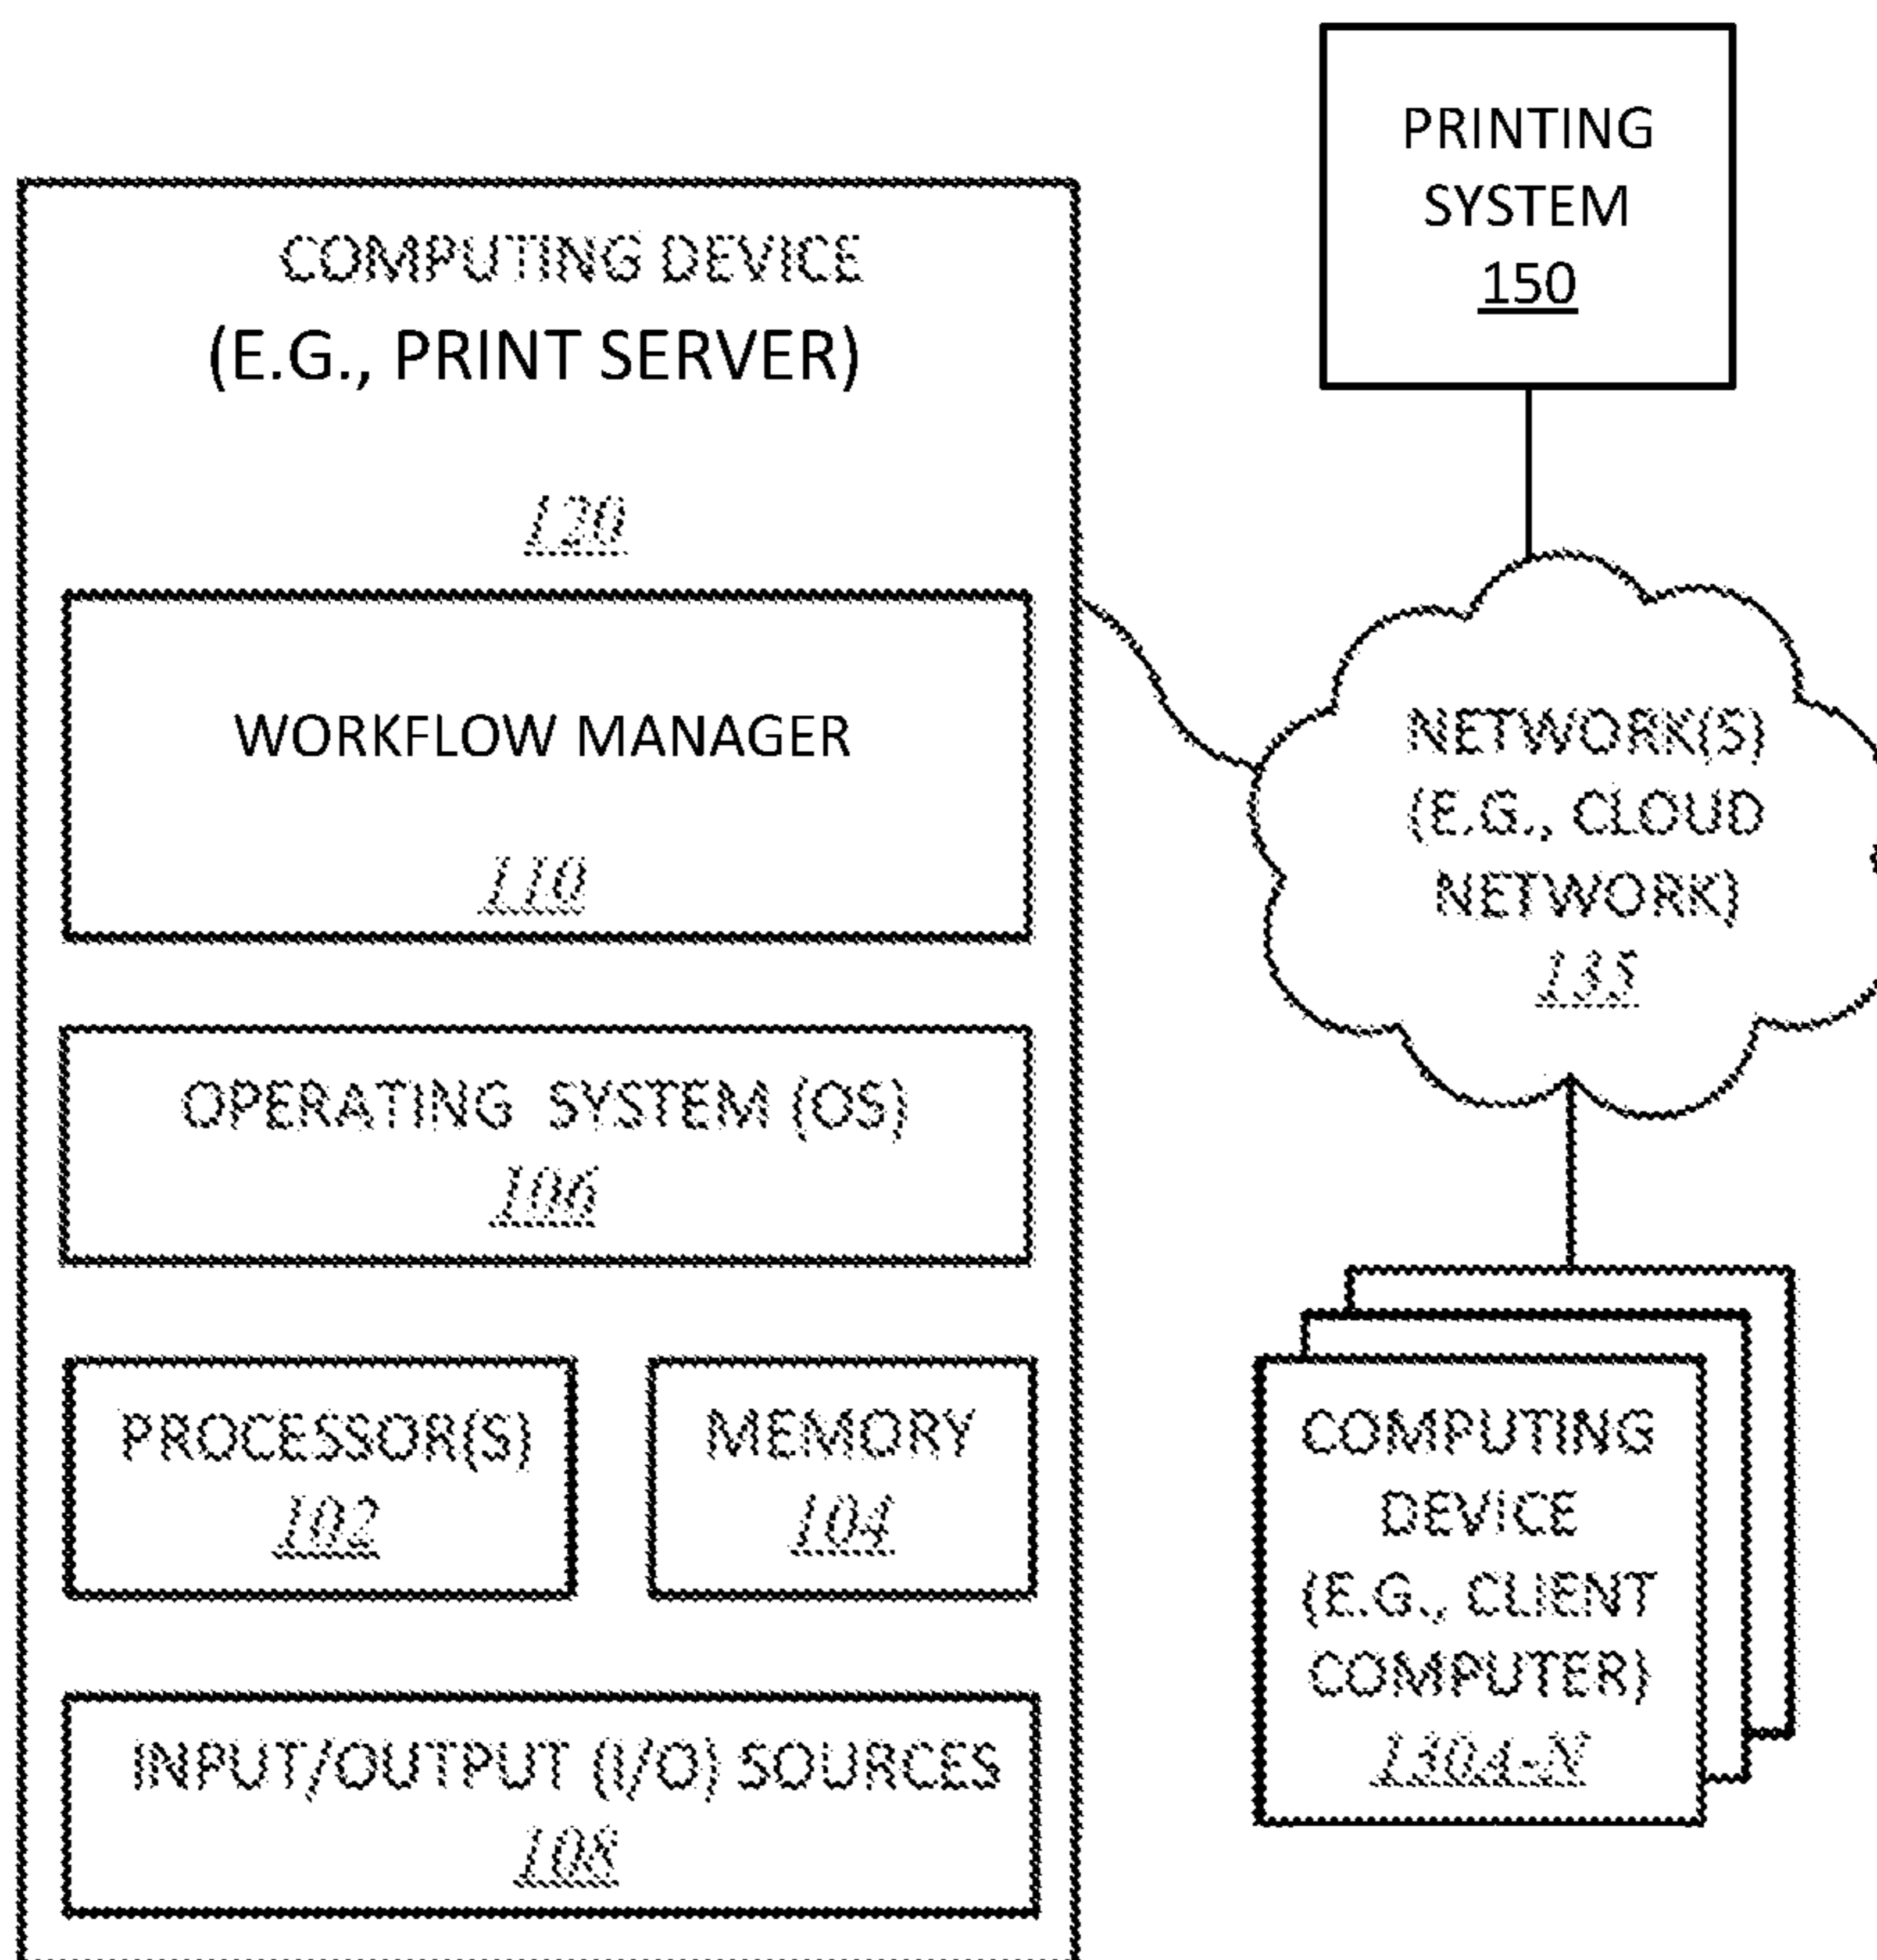 COMPUTING DEVICE
(E.G., PRINT SERVER)
120
WORKFLOW MANAGER
110
OPERATING SYSTEM (OS)
106
PROCESSOR(S)
102
MEMORY
104
INPUT/OUTPUT (I/O) SOURCES
108
PRINTING
SYSTEM
150
NETWORK(S)
(E.G., CLOUD
NETWORK)
135
COMPUTING
DEVICE
(E.G., CLIENT
COMPUTER)
130A-N